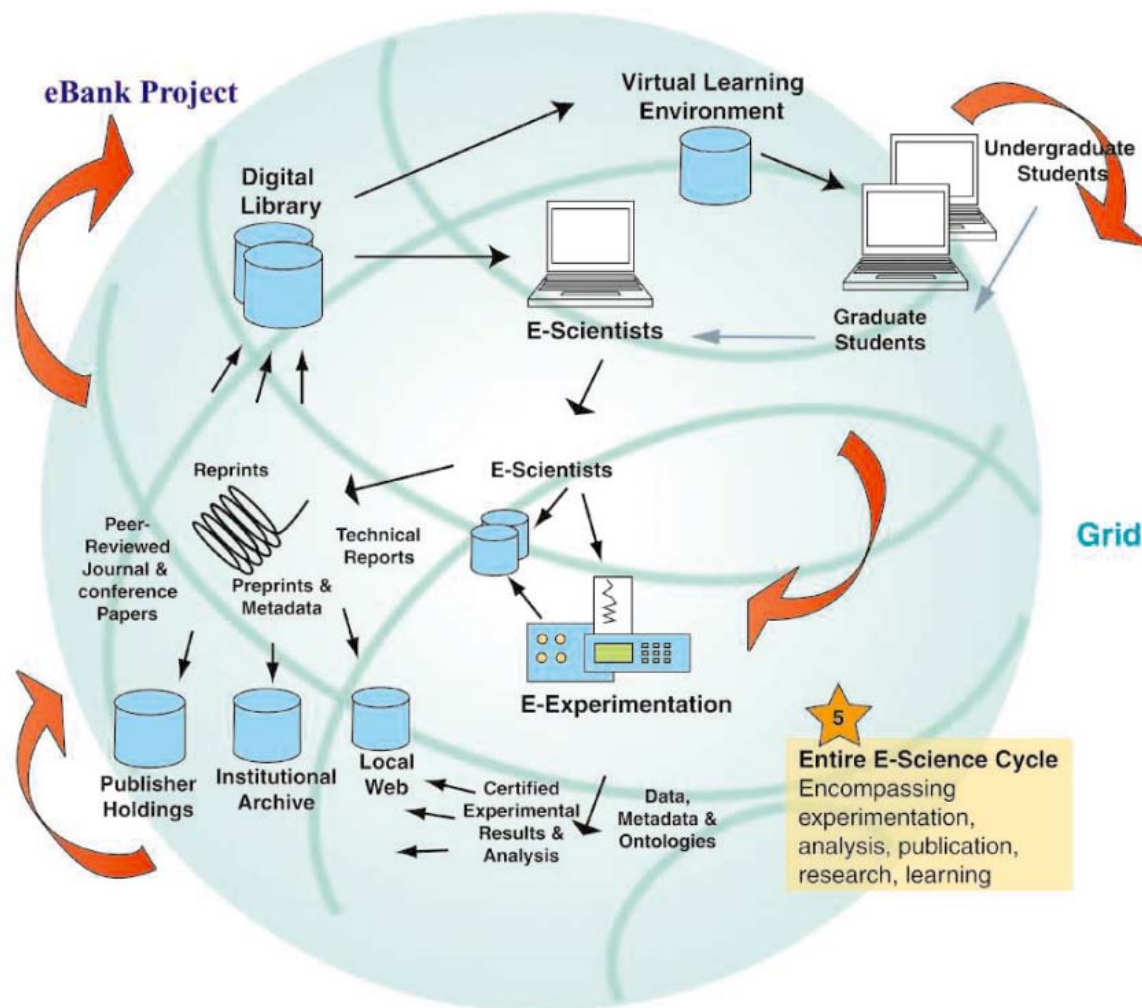 eBank Project
Virtual Learning
Environment
Undergraduate
Students
Digital
Library
E-Scientists
Graduate
Students
E-Scientists
Reprints
Peer-
Reviewed
Journal &
conference
Papers
Technical
Reports
Preprints &
Metadata
Grid
E-Experimentation
5
Entire E-Science Cycle
Encompassing
experimentation,
analysis, publication,
research, learning
Publisher
Holdings
Institutional
Archive
Local
Web
Certified
Experimental
Results &
Analysis
Data,
Metadata &
Ontologies